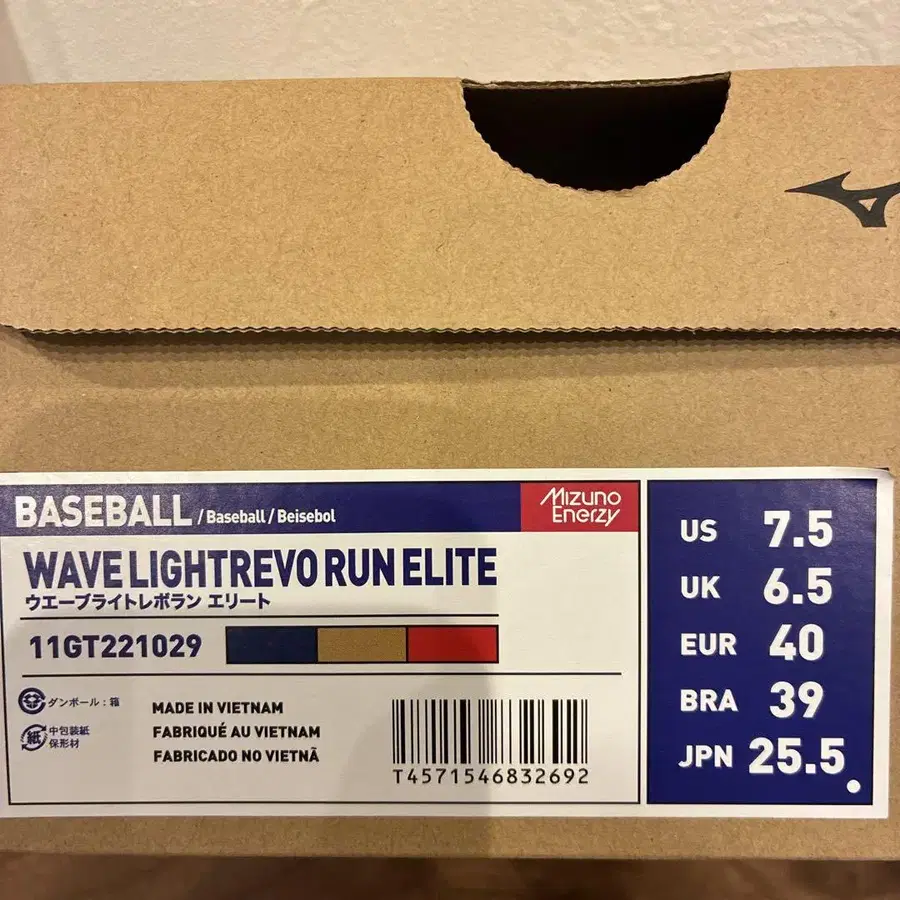 BASEBALL / Baseball / Beisebol
Mizuno
Enerzy
WAVE LIGHTREVO RUN ELITE
ウエーブライトレボラン エリート
11GT221029
ダンボール：箱
紙
中包装紙
保形材
MADE IN VIETNAM
FABRIQUÉ AU VIETNAM
FABRICADO NO VIETNÃ
T4571546832692
US 7.5
UK 6.5
EUR 40
BRA 39
JPN 25.5